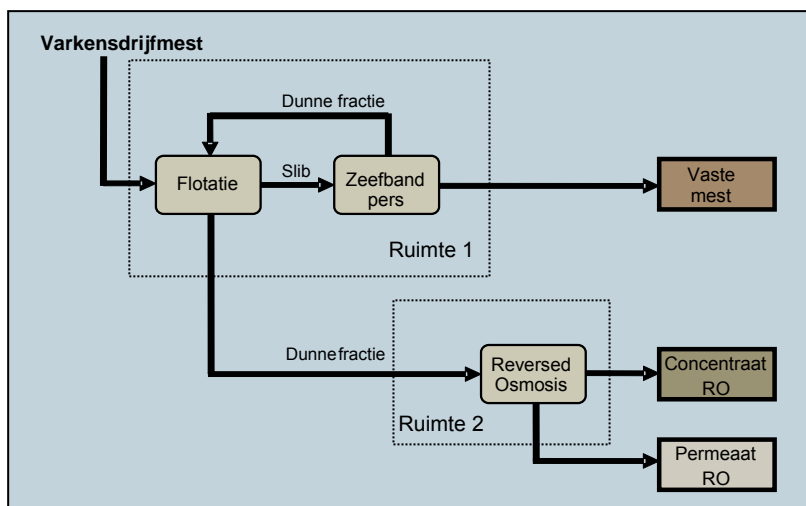 Varkensdrijfmest
Dunne fractie
Flotatie
Slib
Zeefband
pers
Vaste
mest
Ruimte 1
Dunnefractie
Reversed
Osmosis
Concentraat
RO
Ruimte 2
Permeaat
RO